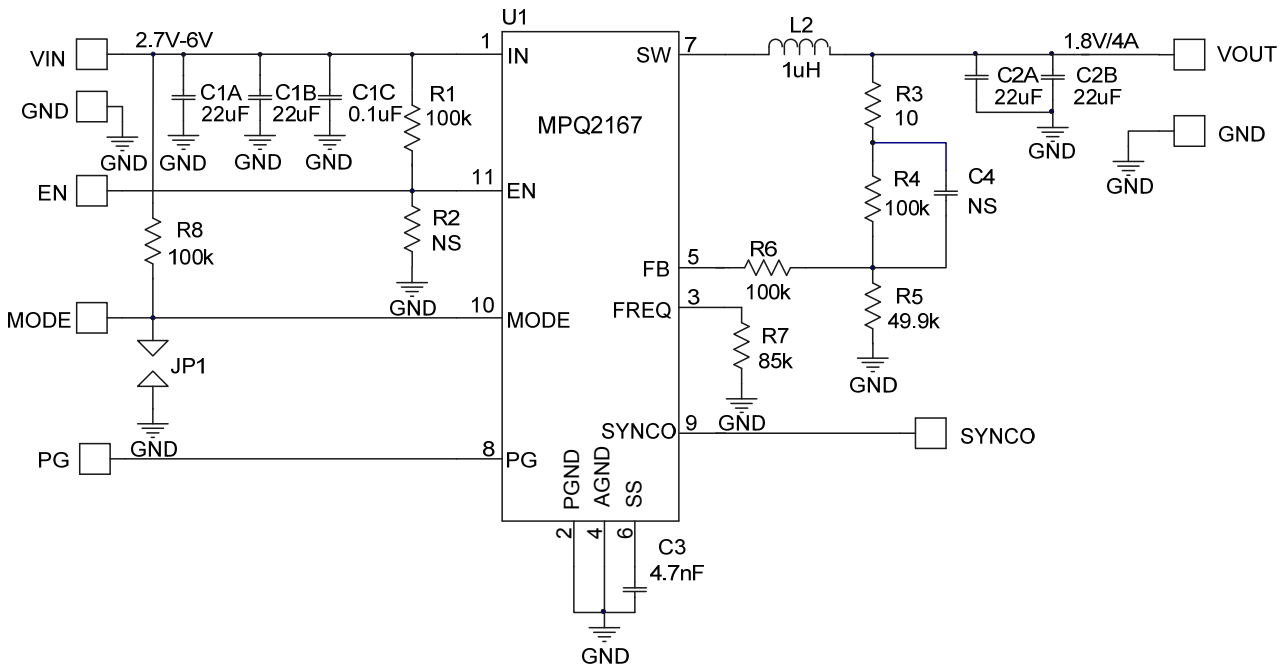 U1
VIN
2.7V-6V
1
IN
GND
GND
C1A
22uF
GND
C1B
22uF
GND
C1C
0.1uF
GND
R1
100k
EN
11
EN
R2
NS
GND
R8
100k
MODE
10
MODE
JP1
GND
PG
8
PG
MPQ2167
SW
7
L2
1uH
1.8V/4A
VOUT
C2A
22uF
C2B
22uF
GND
GND
GND
R3
10
R4
100k
C4
NS
FB
5
R6
100k
FREQ
3
R7
85k
GND
R5
49.9k
GND
SYNCO
9
SYNCO
PGND
AGND
SS
2
4
6
C3
4.7nF
GND